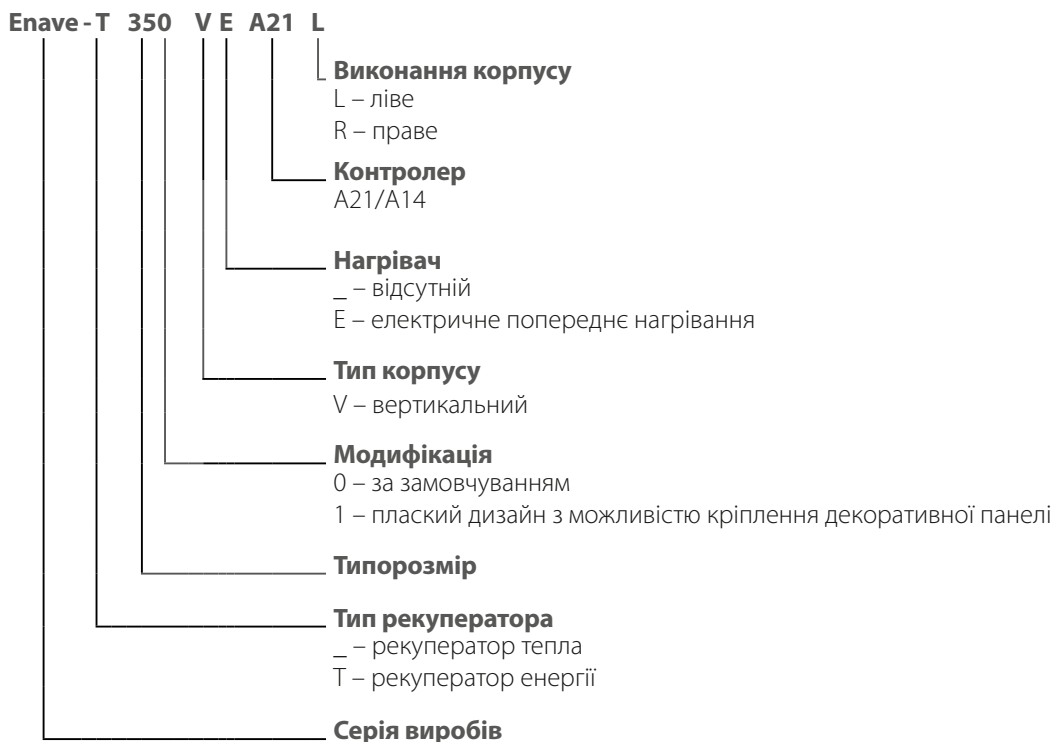 Enave - T 350 V E A21 L
Виконання корпусу
L – ліве
R – праве
Контролер
A21/A14
Нагрівач
_ – відсутній
E – електричне попереднє нагрівання
Тип корпусу
V – вертикальний
Модифікація
0 – за замовчуванням
1 – плаский дизайн з можливістю кріплення декоративної панелі
Типорозмір
Тип рекуператора
_ – рекуператор тепла
T – рекуператор енергії
Серія виробів